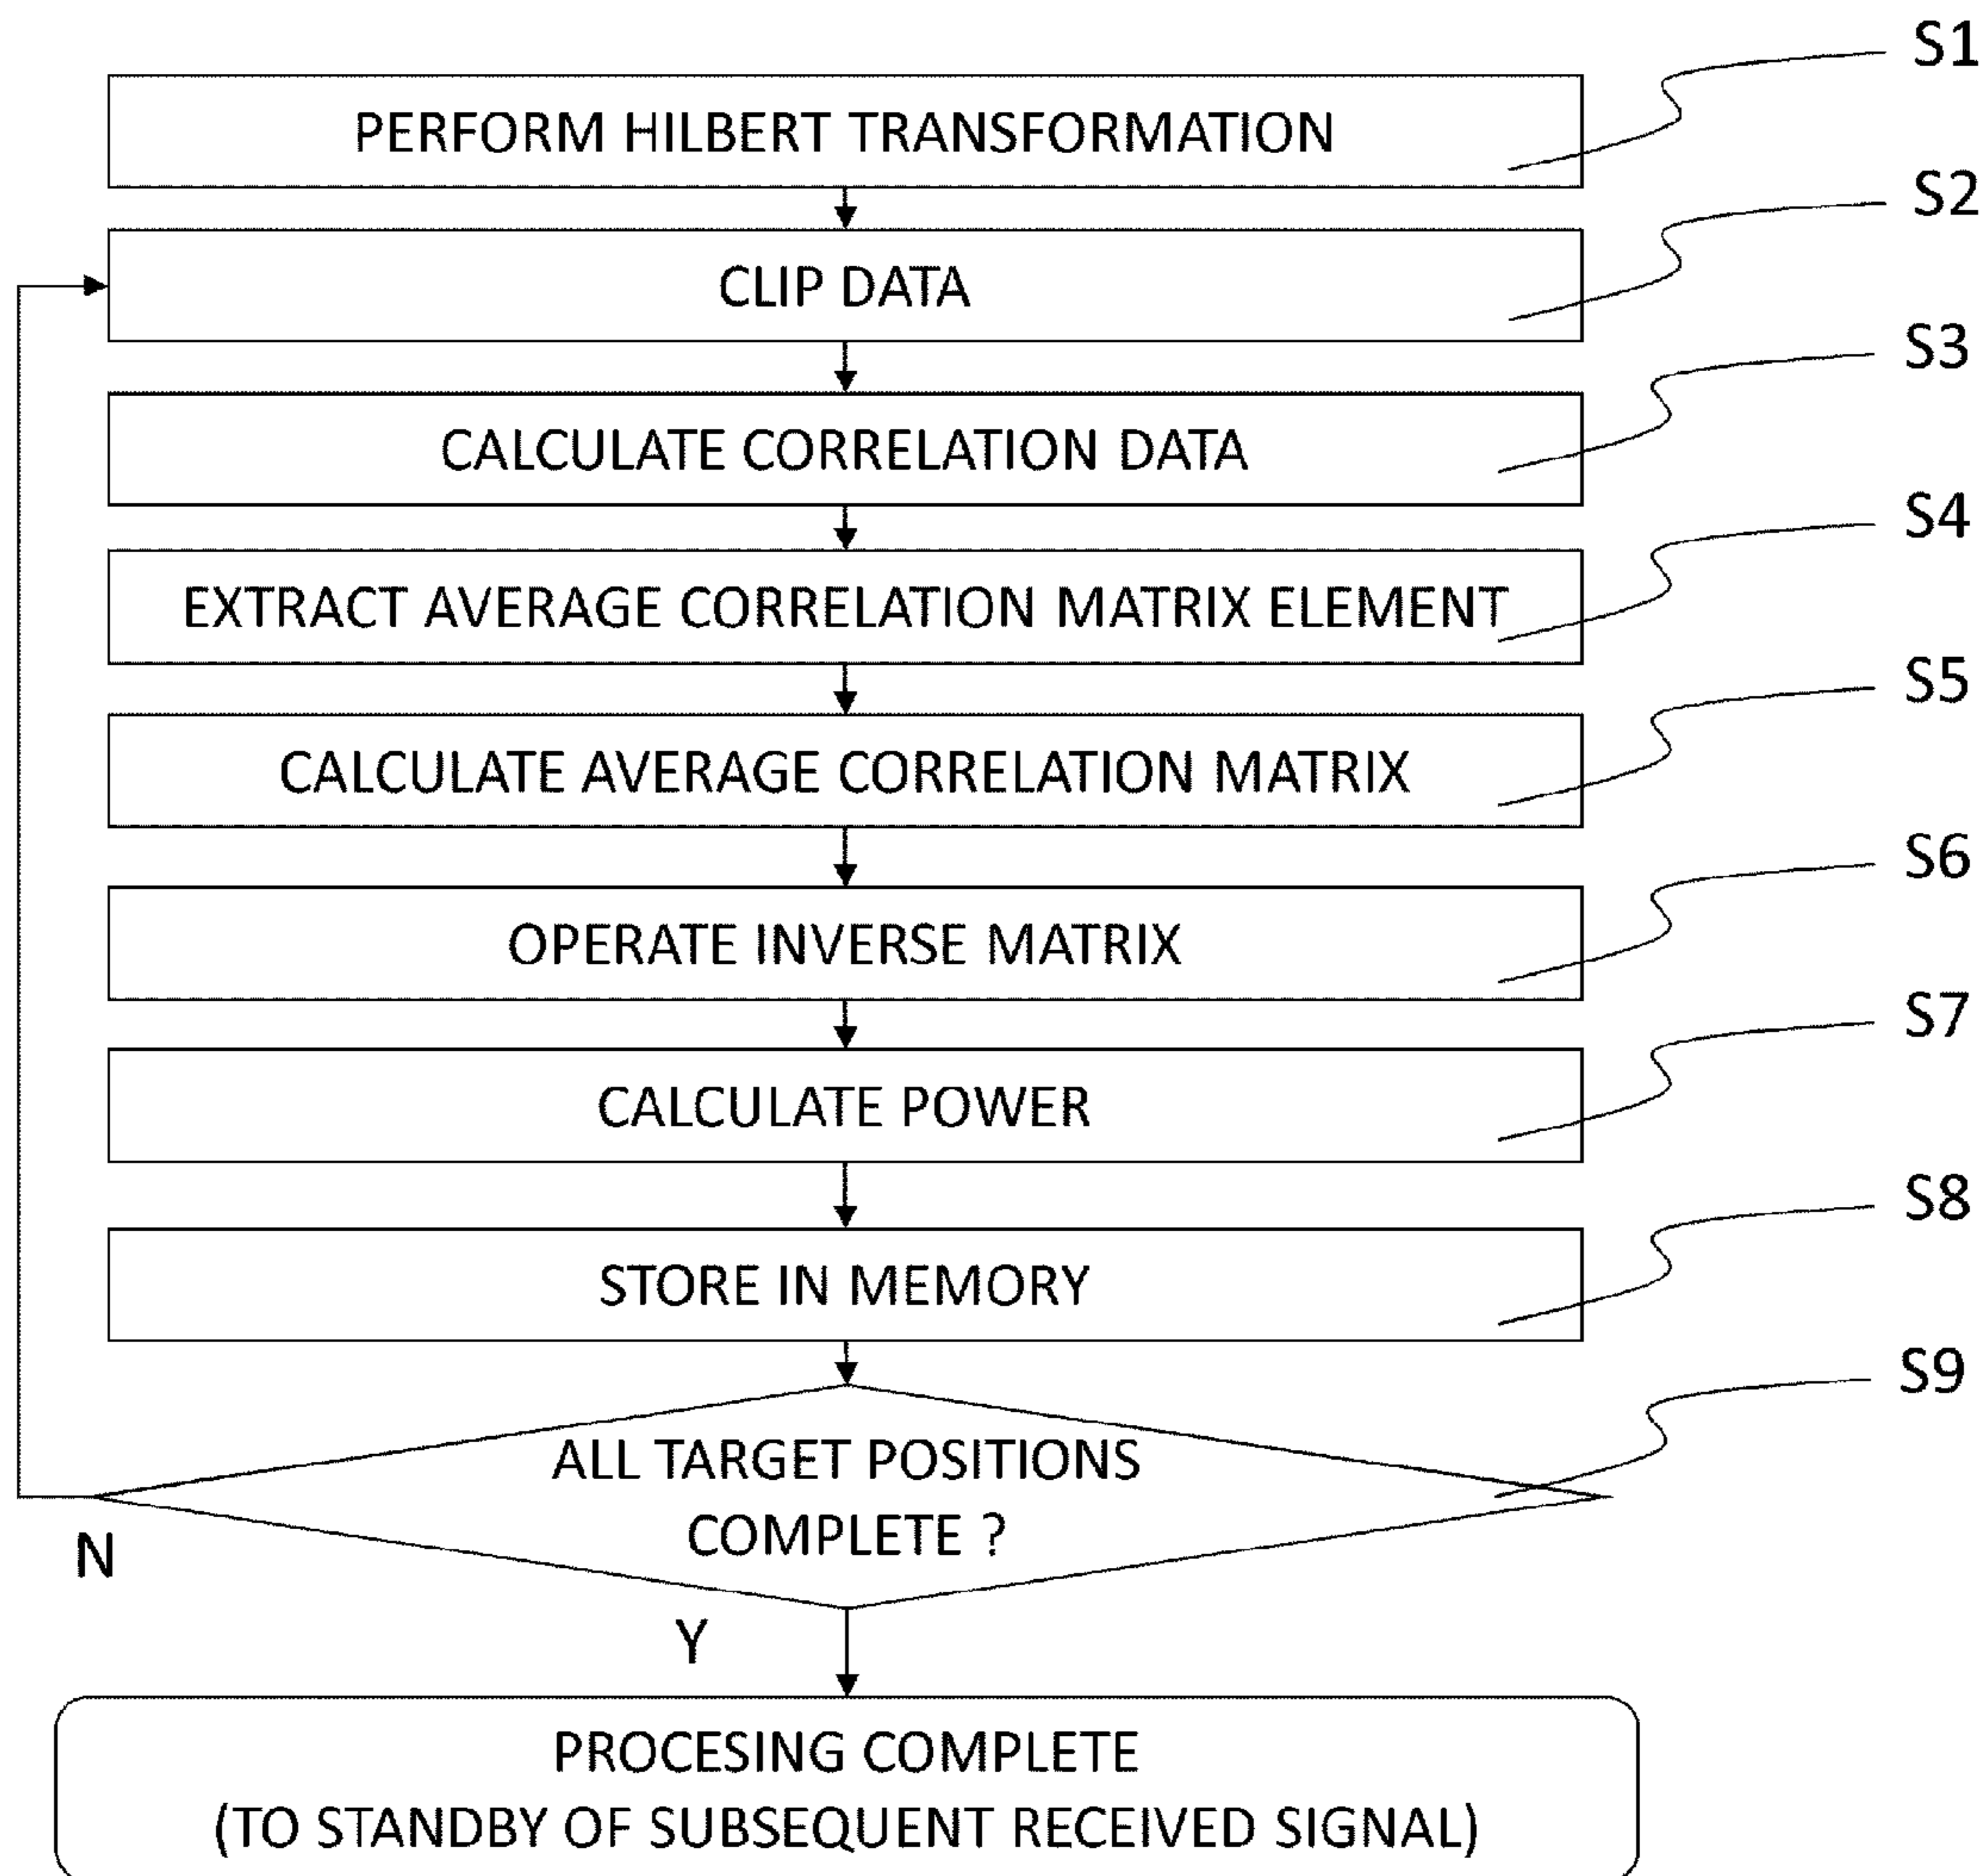 S1
PERFORM HILBERT TRANSFORMATION
S2
CLIP DATA
S3
CALCULATE CORRELATION DATA
S4
EXTRACT AVERAGE CORRELATION MATRIX ELEMENT
S5
CALCULATE AVERAGE CORRELATION MATRIX
S6
OPERATE INVERSE MATRIX
S7
CALCULATE POWER
S8
STORE IN MEMORY
S9
ALL TARGET POSITIONS
COMPLETE ?
N
Y
PROCESING COMPLETE
(TO STANDBY OF SUBSEQUENT RECEIVED SIGNAL)